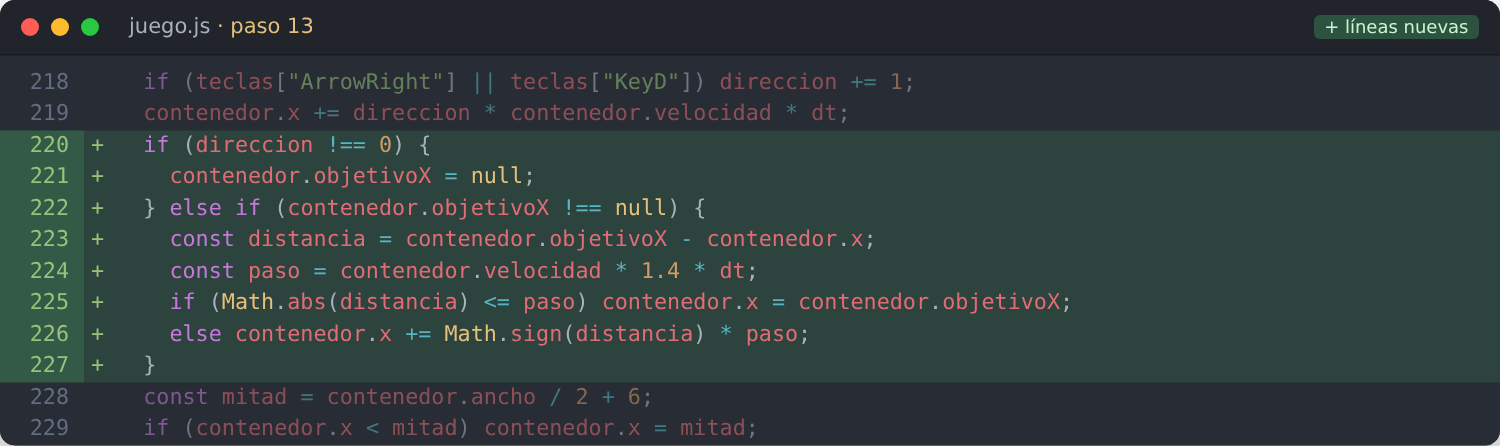 juego.js · paso 13
+ líneas nuevas
218 if (teclas["ArrowRight"] || teclas["KeyD"]) direccion += 1;
219 contenedor.x += direccion * contenedor.velocidad * dt;
220 + if (direccion !== 0) {
221 + contenedor.objetivoX = null;
222 + } else if (contenedor.objetivoX !== null) {
223 + const distancia = contenedor.objetivoX - contenedor.x;
224 + const paso = contenedor.velocidad * 1.4 * dt;
225 + if (Math.abs(distancia) <= paso) contenedor.x = contenedor.objetivoX;
226 + else contenedor.x += Math.sign(distancia) * paso;
227 + }
228 const mitad = contenedor.ancho / 2 + 6;
229 if (contenedor.x < mitad) contenedor.x = mitad;